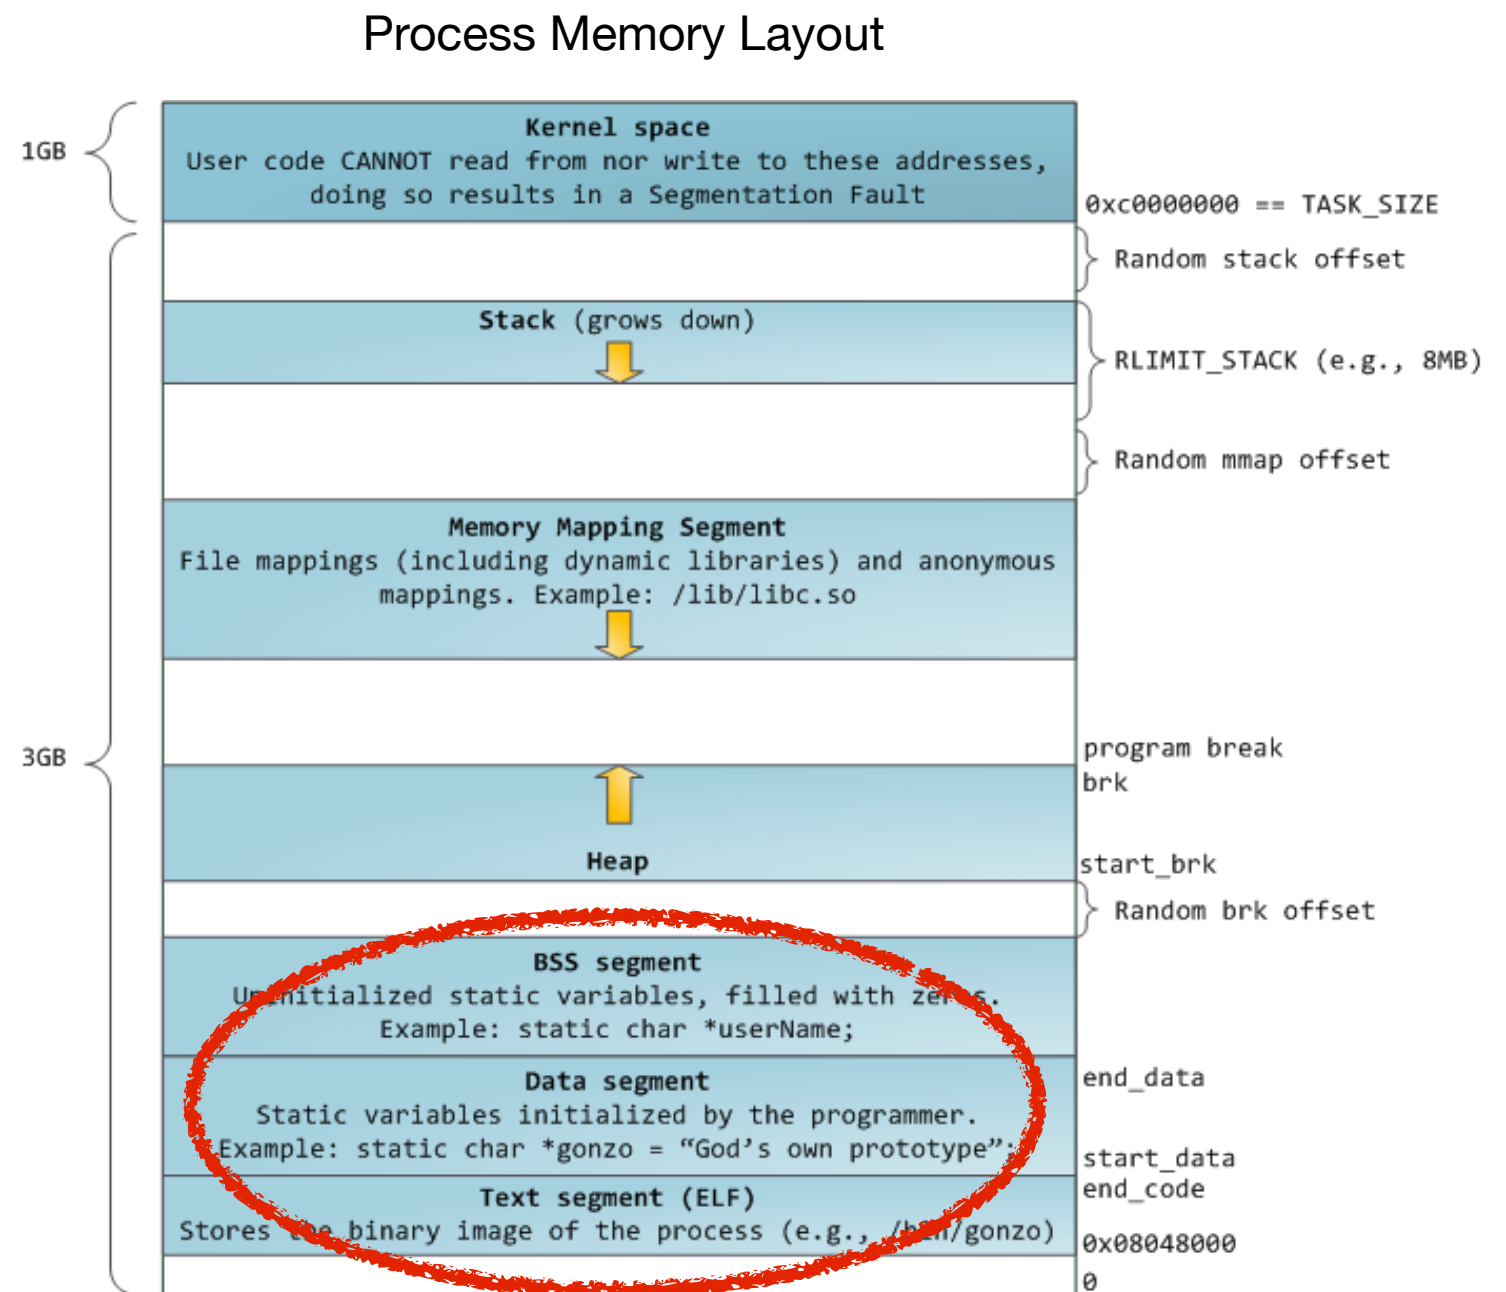 Process Memory Layout
1GB
Kernel space
User code CANNOT read from nor write to these addresses,
doing so results in a Segmentation Fault
0xc0000000 == TASK_SIZE
Random stack offset
Stack (grows down)
RLIMIT_STACK (e.g., 8MB)
Random mmap offset
Memory Mapping Segment
File mappings (including dynamic libraries) and anonymous
mappings. Example: /lib/libc.so
3GB
program break
brk
Heap
start_brk
Random brk offset
BSS segment
Uninitialized static variables, filled with zeros.
Example: static char *userName;
Data segment
end_data
Static variables initialized by the programmer.
Example: static char *gonzo = “God’s own prototype”;
start_data
end_code
Text segment (ELF)
Stores the binary image of the process (e.g., /bin/gonzo)
0x08048000
0